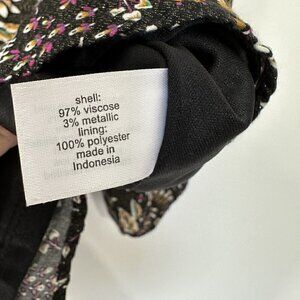 shell:
97% viscose
3% metallic
lining:
100% polyester
made in
Indonesia